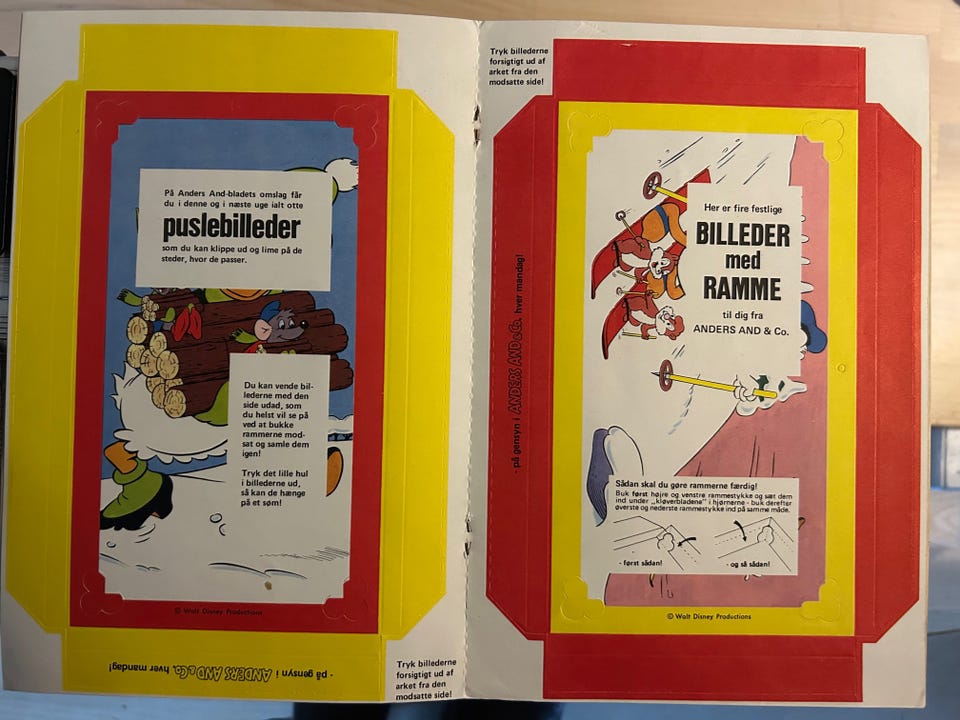 På Anders And-bladets omslag får
du i denne og i næste uge ialt otte
puslebilleder
som du kan klippe ud og lime på de
steder, hvor de passer.
Du kan vende bil-
lederne med den
side udad, som
du helst vil se på
ved at bukke
rammerne mod-
sat og samle dem
igen!
Tryk det lille hul
i billederne ud,
så kan de hænge
på et søm!
© Walt Disney Productions
- på gensyn i ANDERS AND & Co. hver mandag!
Tryk billederne
forsigtigt ud af
arket fra den
modsatte side!
Tryk billederne
forsigtigt ud af
arket fra den
modsatte side!
- på gensyn i ANDERS AND & Co. hver mandag!
Her er fire festlige
BILLEDER
med
RAMME
til dig fra
ANDERS AND & Co.
Sådan skal du gøre rammerne færdig!
Buk først højre og venstre rammestykke og sæt dem
ind under „kløverbladene" i hjørnerne - buk derefter
øverste og nederste rammestykke ind på samme måde.
- først sådan!
- og så sådan!
© Walt Disney Productions